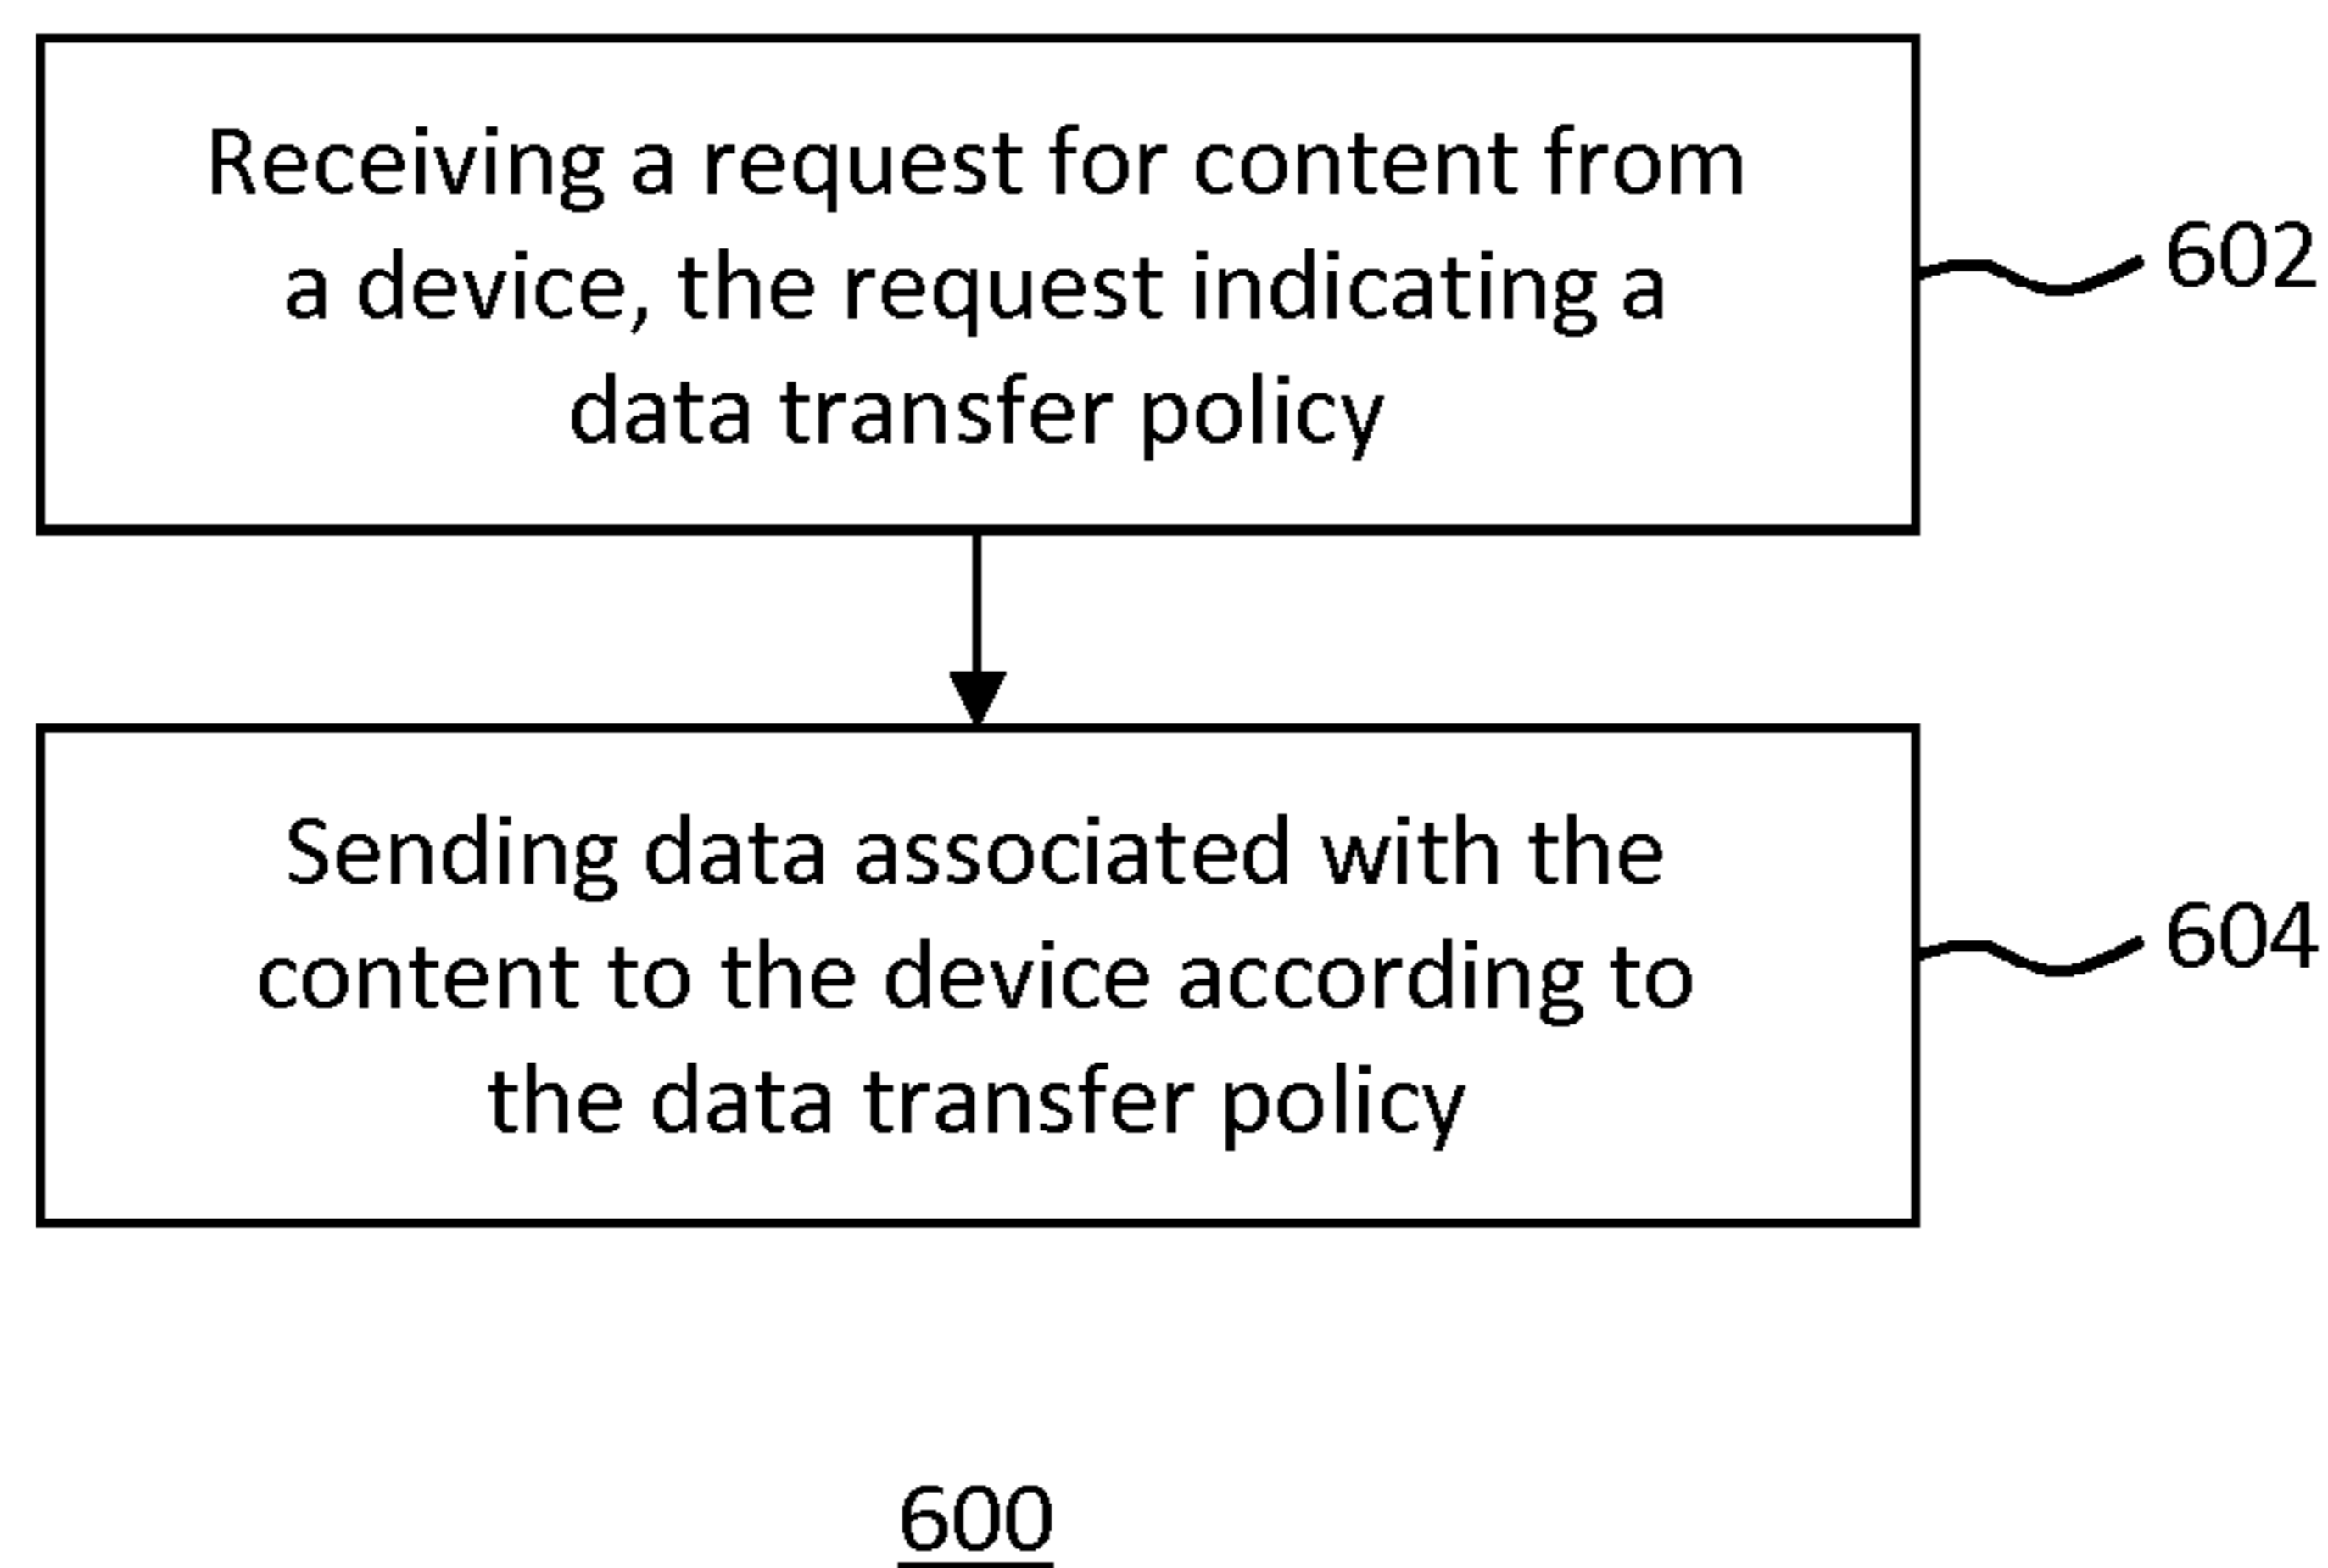 Receiving a request for content from
a device, the request indicating a
data transfer policy
602
Sending data associated with the
content to the device according to
the data transfer policy
604
600